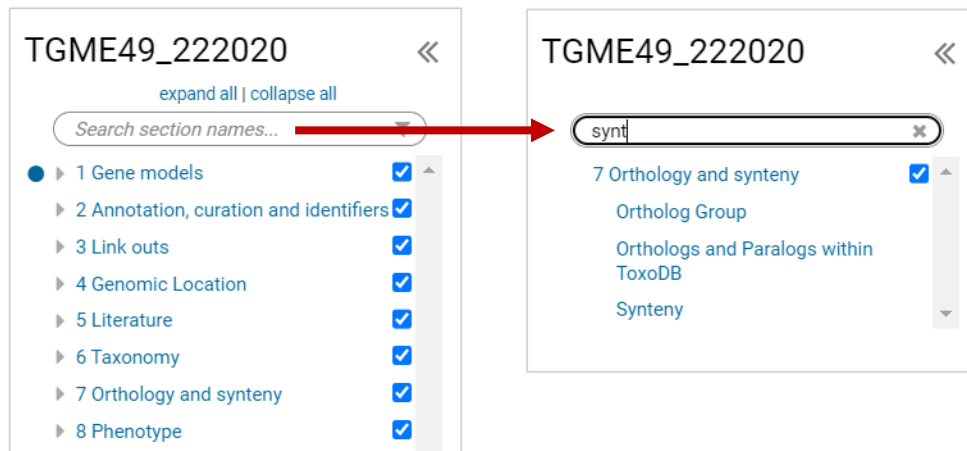 TGME49_222020
expand all | collapse all
Search section names...
1 Gene models
2 Annotation, curation and identifiers
3 Link outs
4 Genomic Location
5 Literature
6 Taxonomy
7 Orthology and synteny
8 Phenotype
TGME49_222020
synt
7 Orthology and synteny
Ortholog Group
Orthologs and Paralogs within
ToxoDB
Synteny